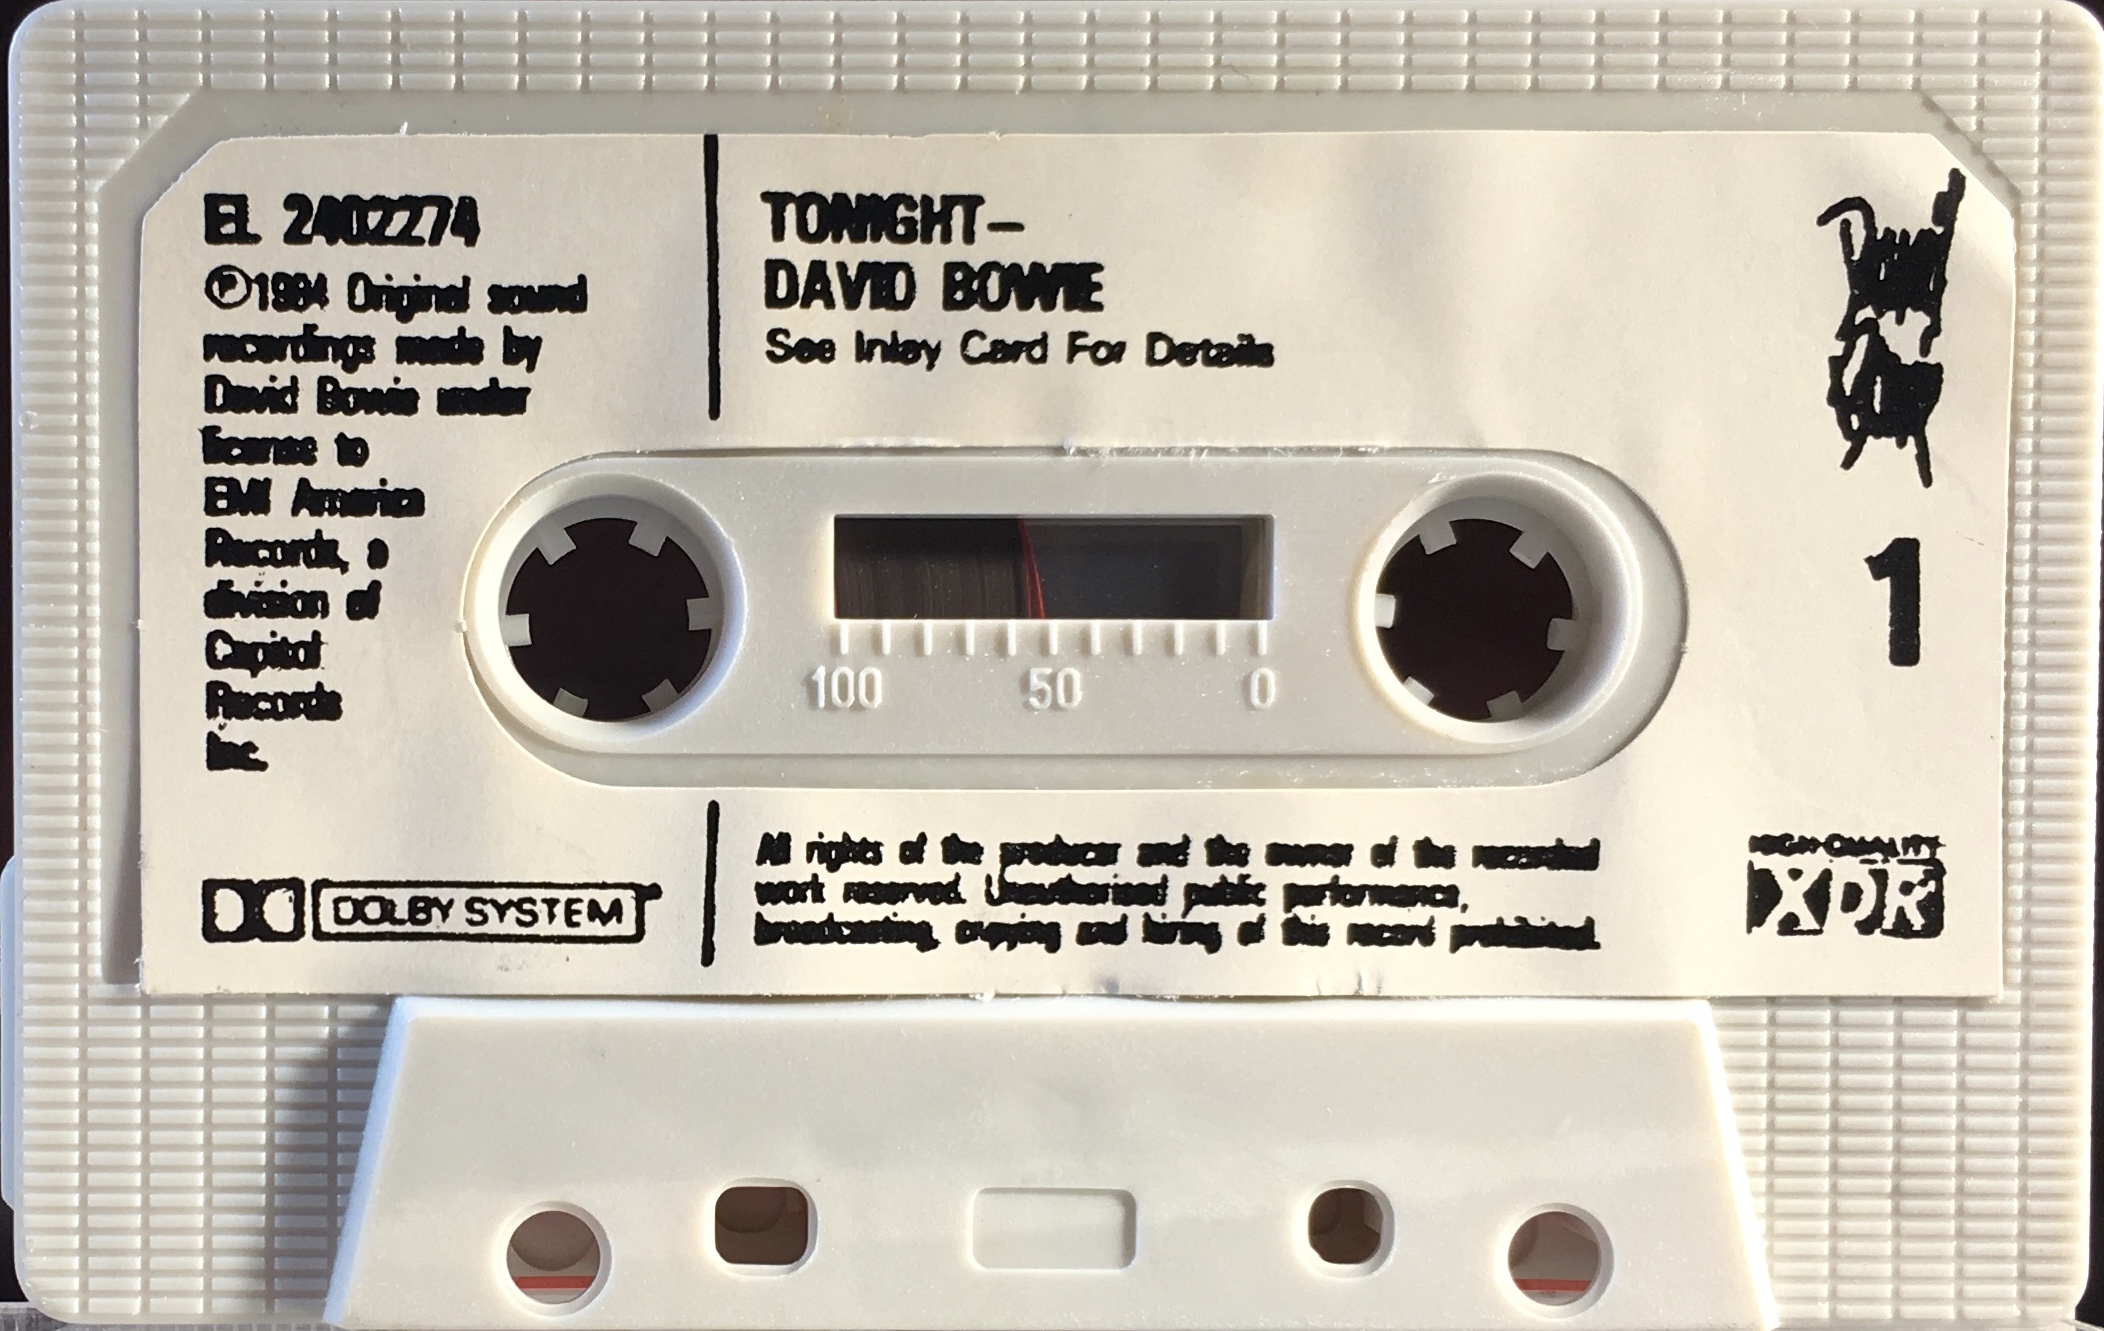 EL 2402274
Ⓟ1984 Original sound
recordings made by
David Bowie under
license to
EMI America
Records, a
division of
Capitol
Records
Inc.
DOLBY SYSTEM
TONIGHT–
DAVID BOWIE
See Inlay Card For Details
David
1
100 50 0
All rights of the producer and the owner of the recorded
work reserved. Unauthorised public performance,
broadcasting, copying and hiring of this record prohibited.
HIGH-QUALITY
XDR